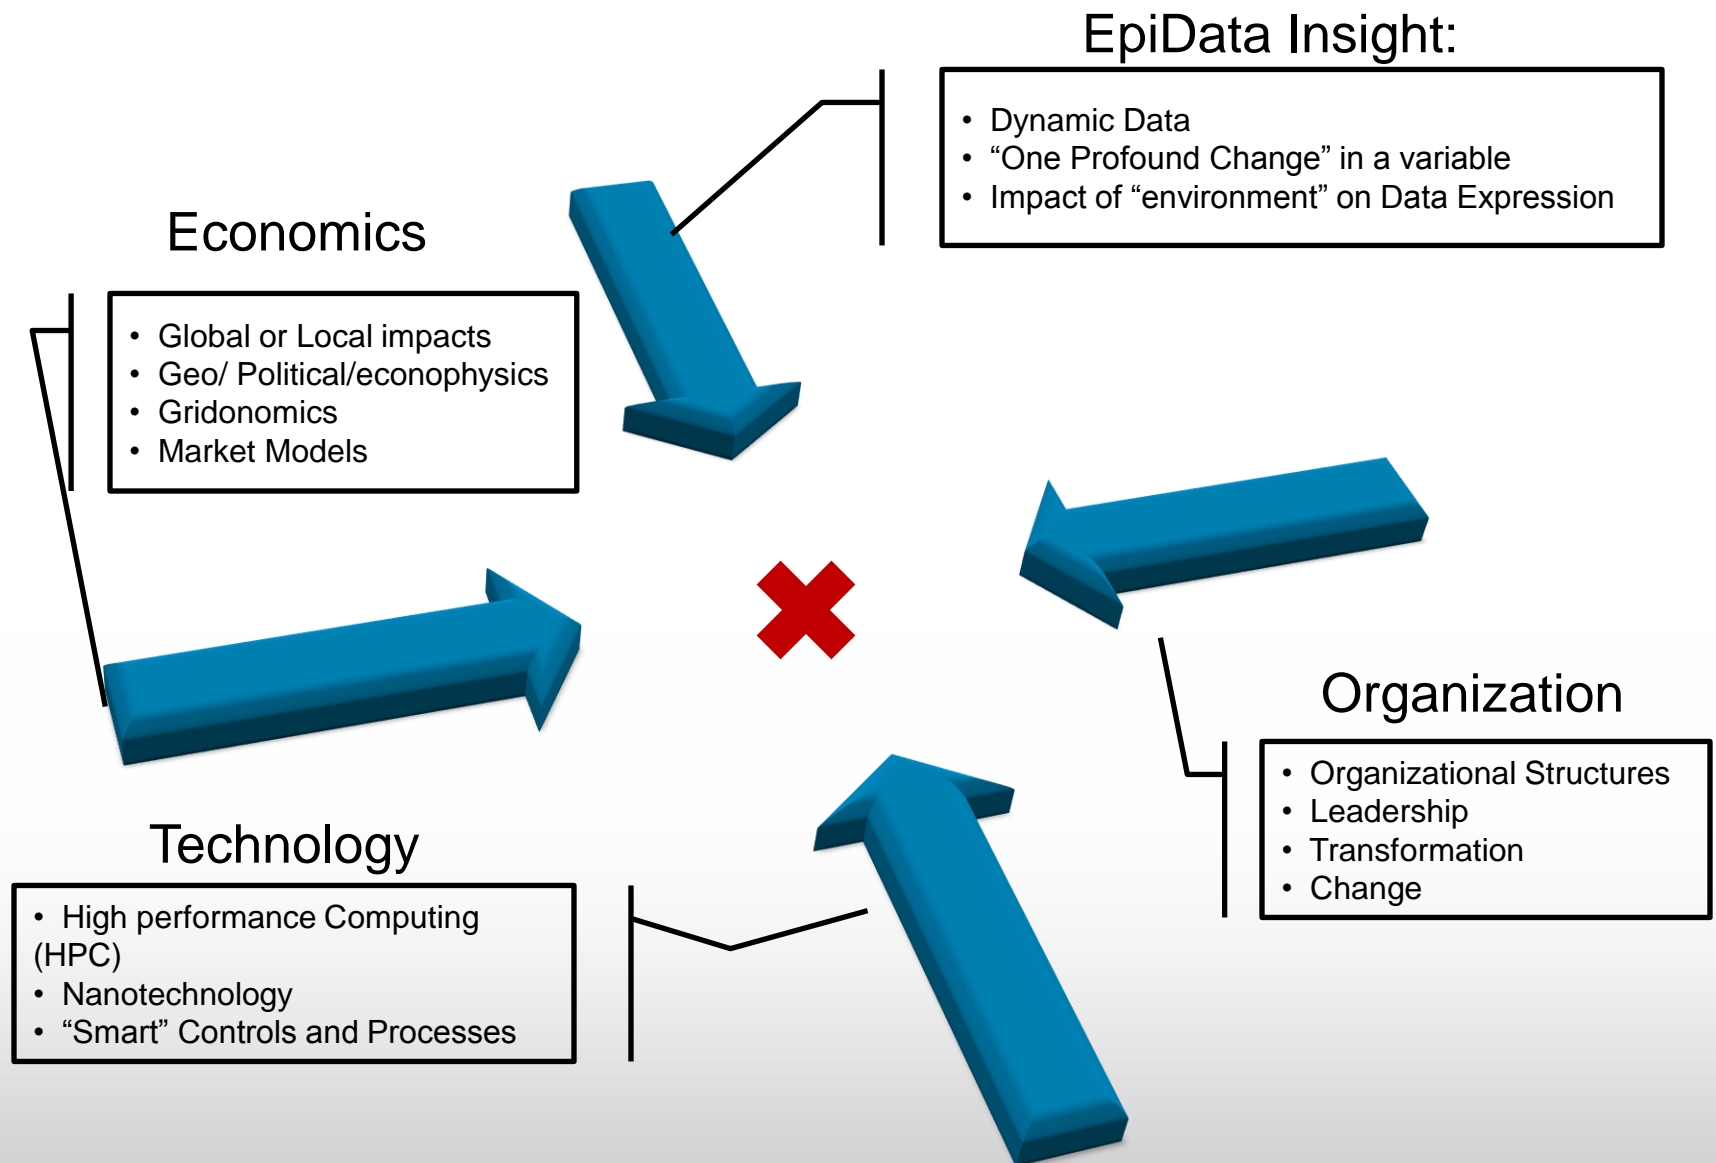 EpiData Insight:
• Dynamic Data
• “One Profound Change” in a variable
• Impact of “environment” on Data Expression
Economics
• Global or Local impacts
• Geo/ Political/econophysics
• Gridonomics
• Market Models
Organization
• Organizational Structures
• Leadership
• Transformation
• Change
Technology
• High performance Computing
(HPC)
• Nanotechnology
• “Smart” Controls and Processes